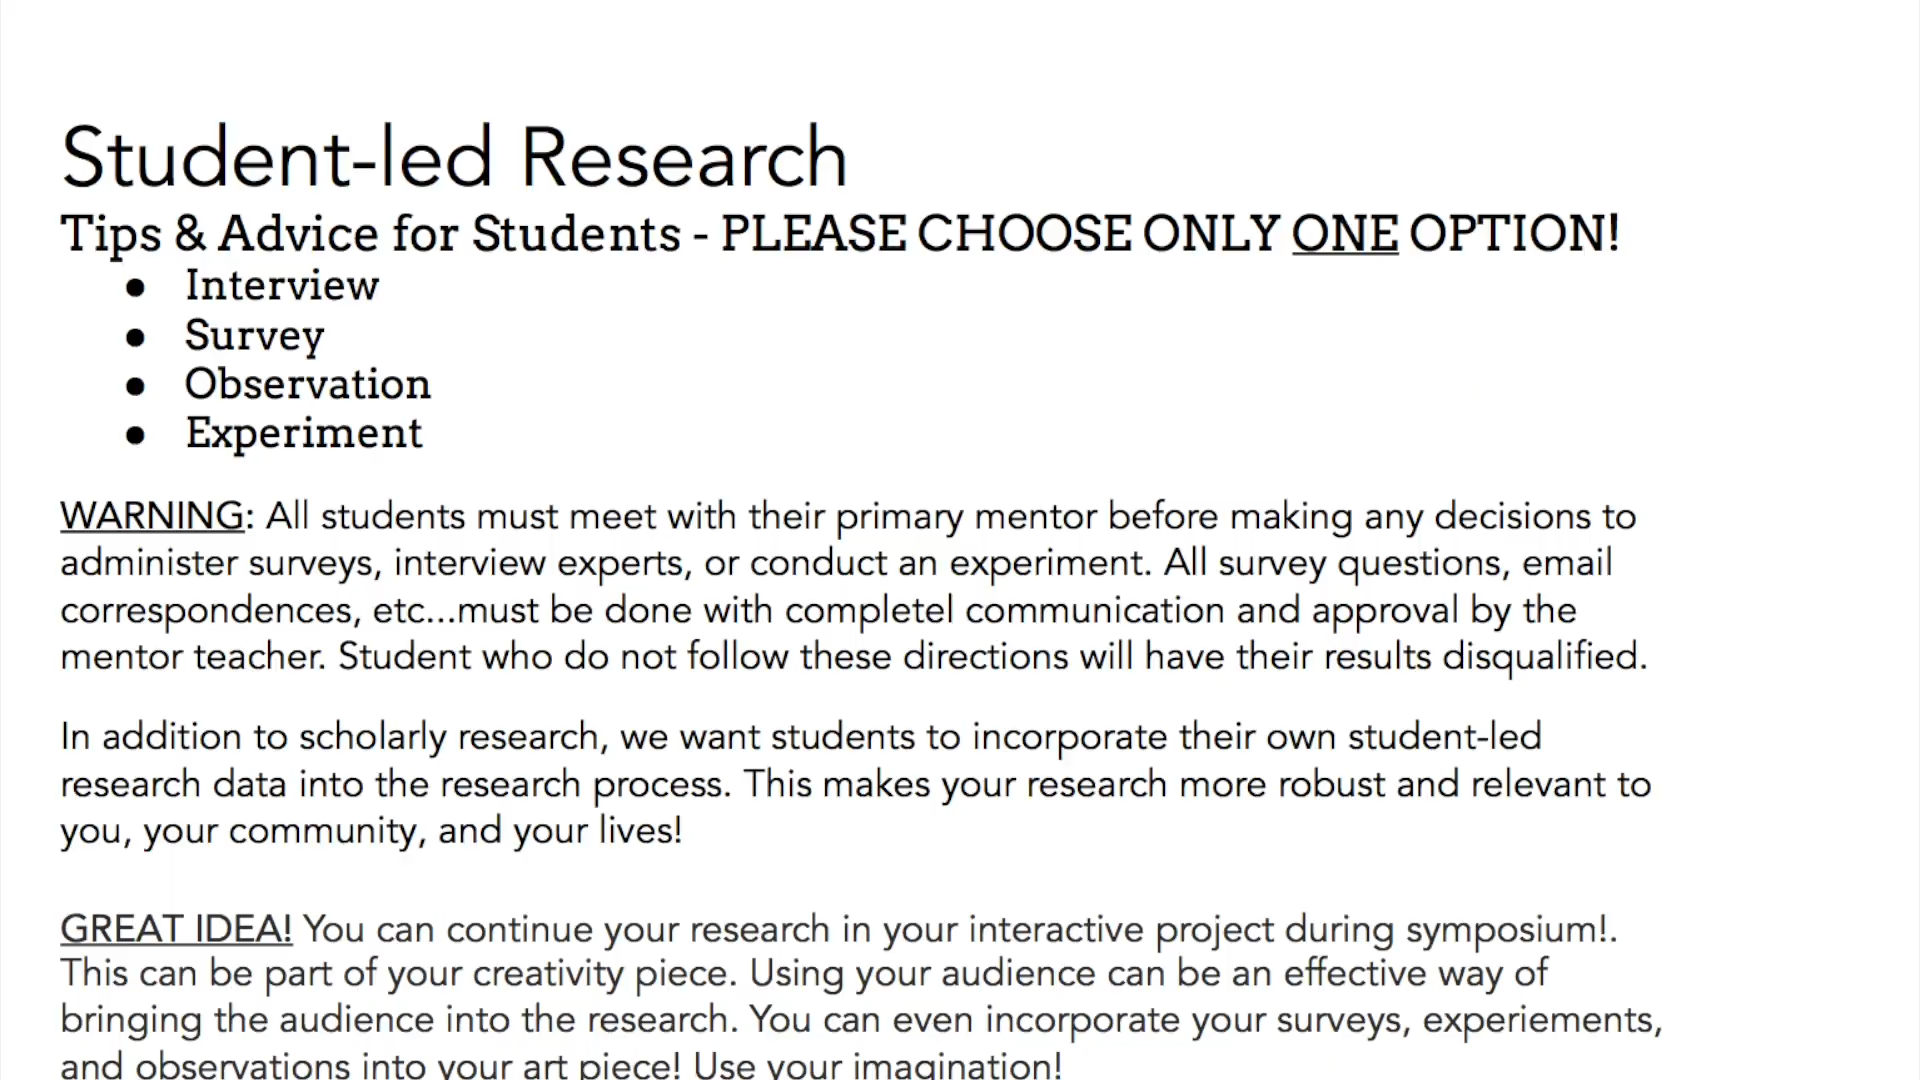 Student-led Research
Tips & Advice for Students - PLEASE CHOOSE ONLY ONE OPTION!
● Interview
● Survey
● Observation
● Experiment
WARNING: All students must meet with their primary mentor before making any decisions to
administer surveys, interview experts, or conduct an experiment. All survey questions, email
correspondences, etc...must be done with completel communication and approval by the
mentor teacher. Student who do not follow these directions will have their results disqualified.
In addition to scholarly research, we want students to incorporate their own student-led
research data into the research process. This makes your research more robust and relevant to
you, your community, and your lives!
GREAT IDEA! You can continue your research in your interactive project during symposium!.
This can be part of your creativity piece. Using your audience can be an effective way of
bringing the audience into the research. You can even incorporate your surveys, experiements,
and observations into your art piece! Use your imagination!